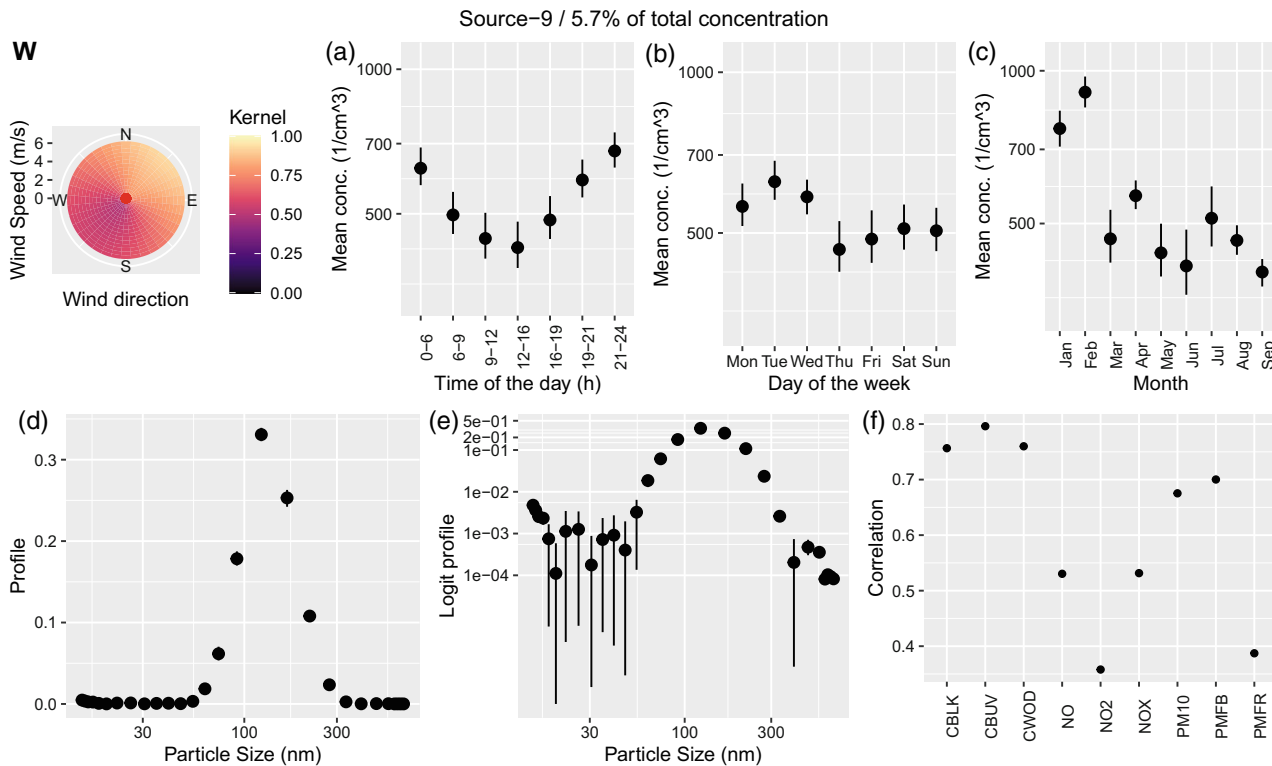 Source−9 / 5.7% of total concentration
W
Wind Speed (m/s)
6
4
2
0
N
W
E
S
Wind direction
Kernel
1.00
0.75
0.50
0.25
0.00
(a)
Mean conc. (1/cm^3)
1000
700
500
0−6
6−9
9−12
12−16
16−19
19−21
21−24
Time of the day (h)
(b)
Mean conc. (1/cm^3)
1000
700
500
Mon Tue Wed Thu Fri Sat Sun
Day of the week
(c)
Mean conc. (1/cm^3)
1000
700
500
Jan
Feb
Mar
Apr
May
Jun
Jul
Aug
Sep
Month
(d)
Profile
0.3
0.2
0.1
0.0
30 100 300
Particle Size (nm)
(e)
Logit profile
5e−01
2e−01
1e−01
1e−02
1e−03
1e−04
30 100 300
Particle Size (nm)
(f)
Correlation
0.8
0.7
0.6
0.5
0.4
CBLK
CBUV
CWOD
NO
NO2
NOX
PM10
PMFB
PMFR